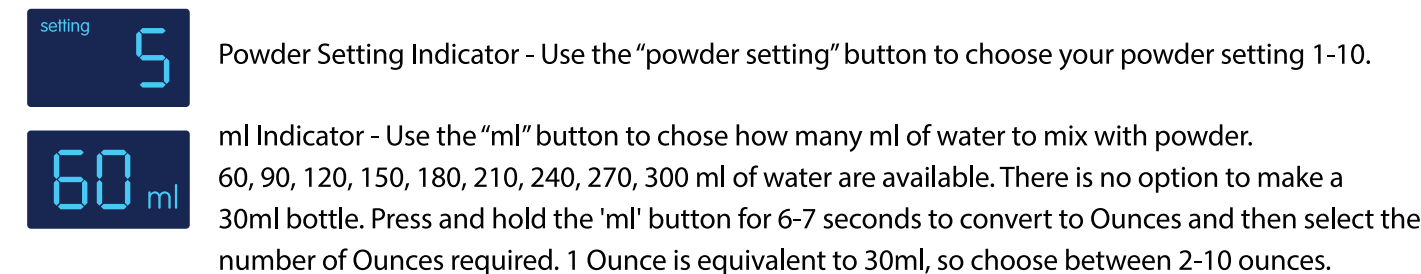 setting
5
Powder Setting Indicator - Use the “powder setting” button to choose your powder setting 1-10.
60 ml
ml Indicator - Use the “ml” button to chose how many ml of water to mix with powder.
60, 90, 120, 150, 180, 210, 240, 270, 300 ml of water are available. There is no option to make a
30ml bottle. Press and hold the 'ml' button for 6-7 seconds to convert to Ounces and then select the
number of Ounces required. 1 Ounce is equivalent to 30ml, so choose between 2-10 ounces.